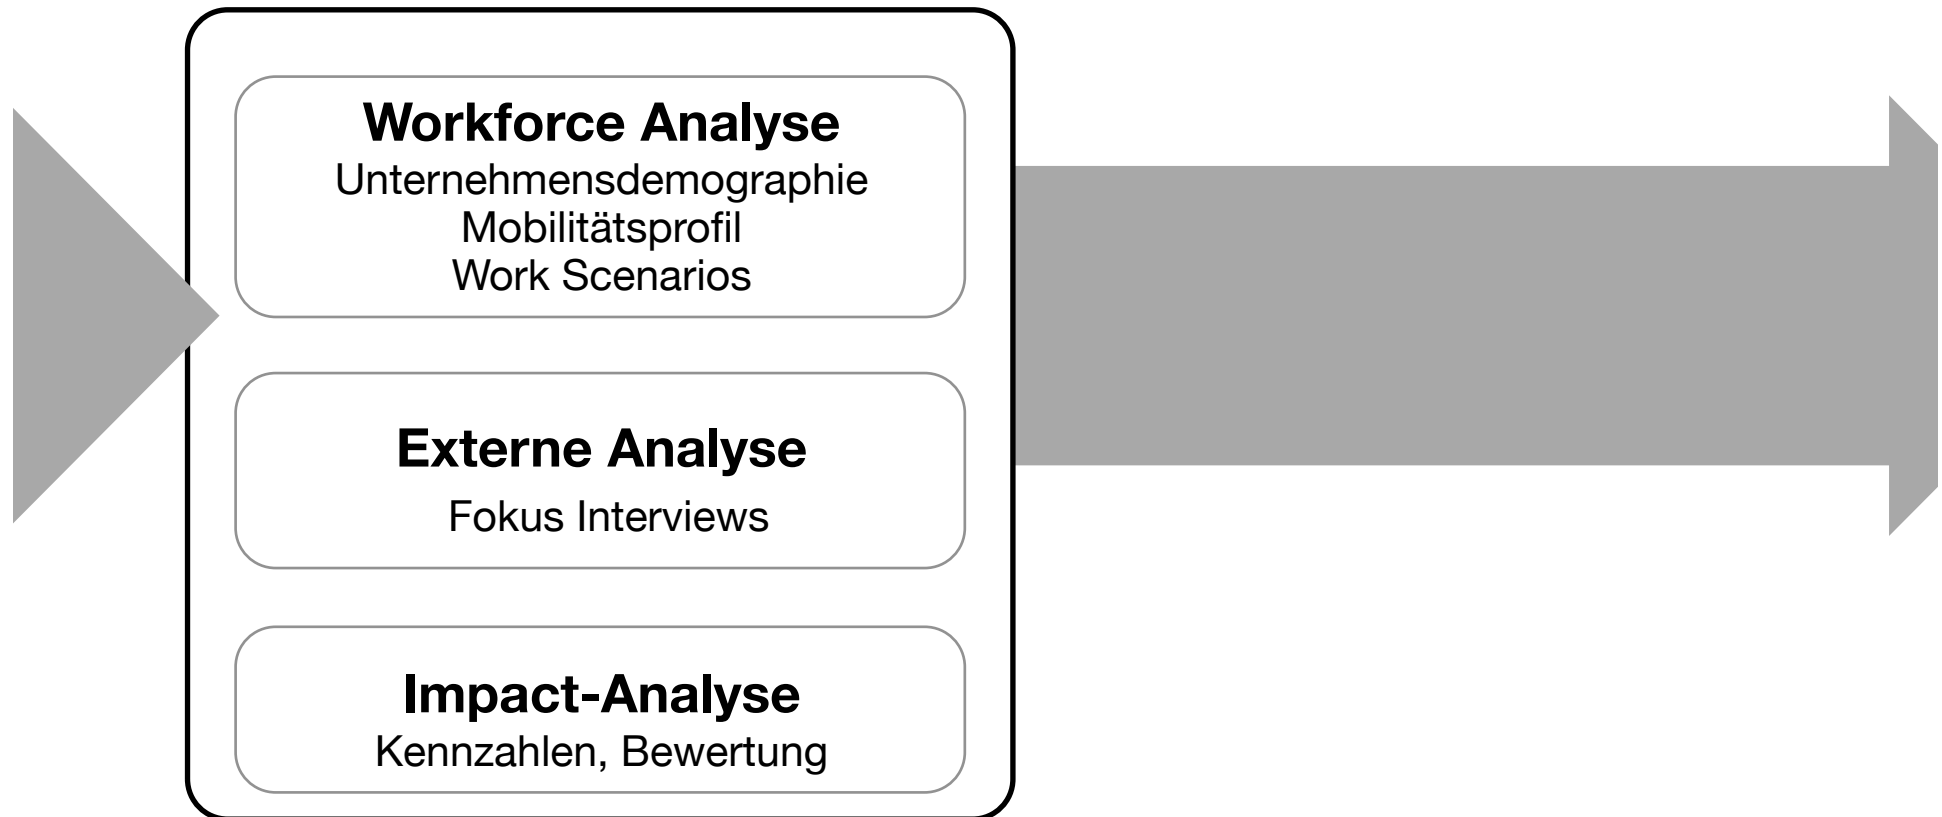 Workforce Analyse
Unternehmensdemographie
Mobilitätsprofil
Work Scenarios
Externe Analyse
Fokus Interviews
Impact-Analyse
Kennzahlen, Bewertung